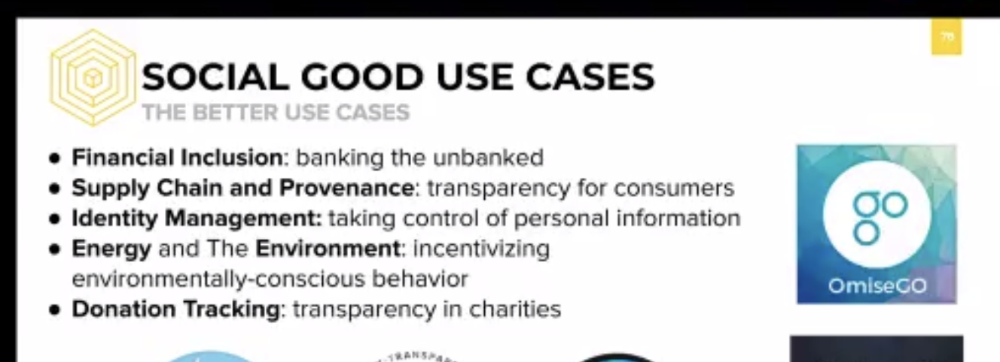 78
SOCIAL GOOD USE CASES
THE BETTER USE CASES
● Financial Inclusion: banking the unbanked
● Supply Chain and Provenance: transparency for consumers
● Identity Management: taking control of personal information
● Energy and The Environment: incentivizing
environmentally-conscious behavior
● Donation Tracking: transparency in charities
OmiseGO